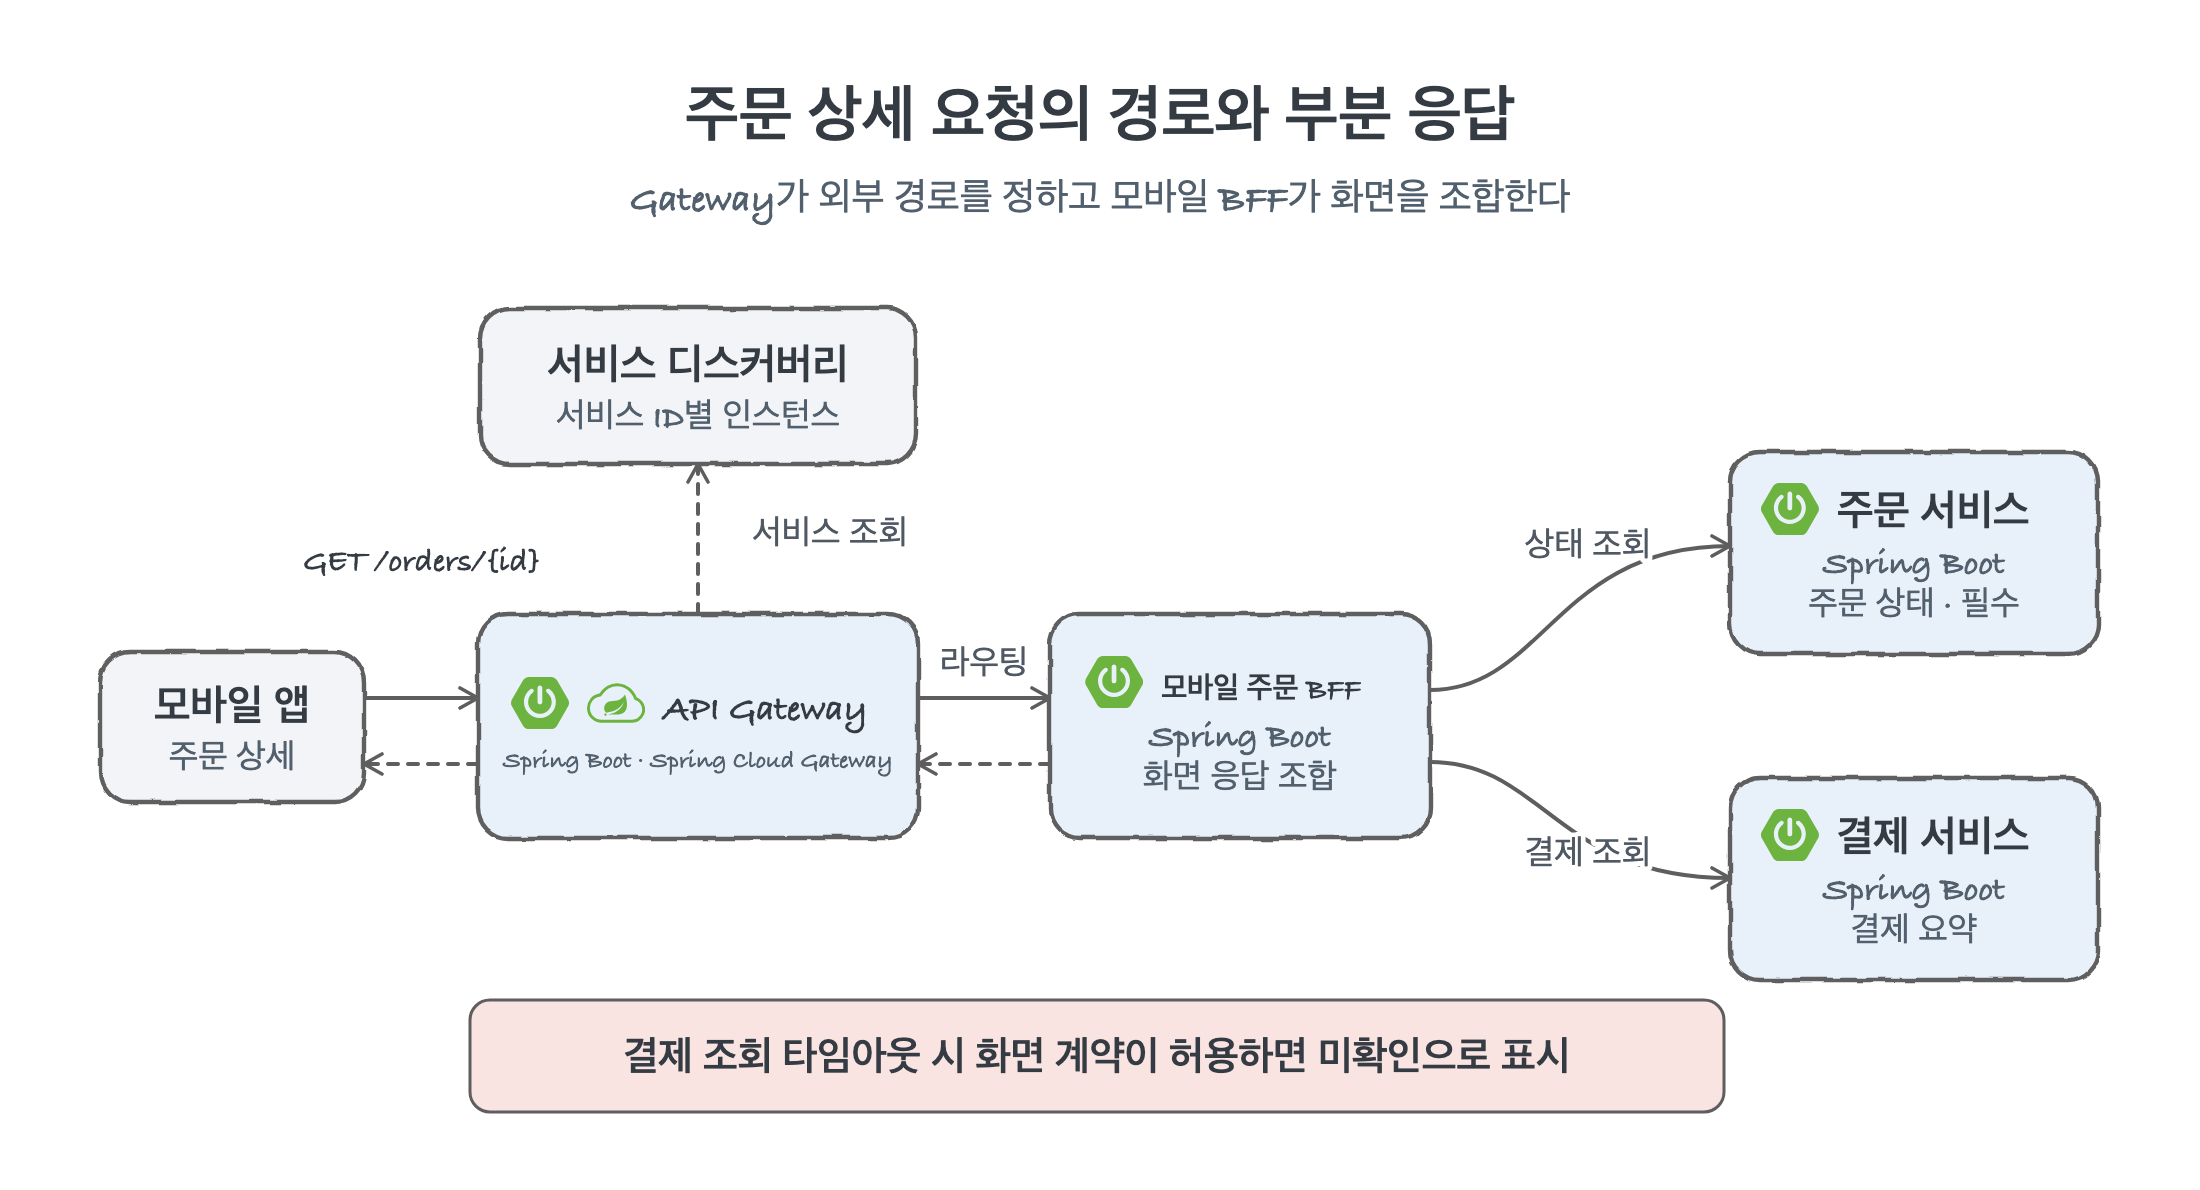 주문 상세 요청의 경로와 부분 응답
Gateway가 외부 경로를 정하고 모바일 BFF가 화면을 조합한다
서비스 디스커버리
서비스 ID별 인스턴스
서비스 조회
GET /orders/{id}
모바일 앱
주문 상세
API Gateway
Spring Boot · Spring Cloud Gateway
라우팅
모바일 주문 BFF
Spring Boot
화면 응답 조합
상태 조회
주문 서비스
Spring Boot
주문 상태 · 필수
결제 조회
결제 서비스
Spring Boot
결제 요약
결제 조회 타임아웃 시 화면 계약이 허용하면 미확인으로 표시